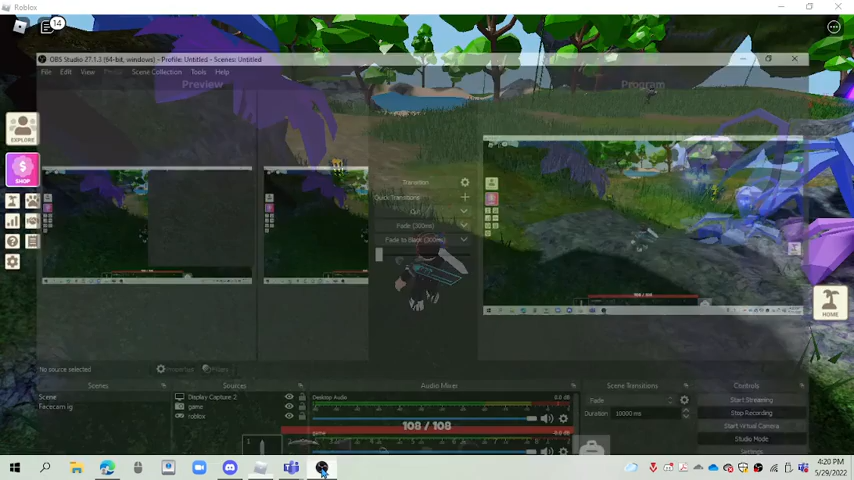 Roblox
14
OBS Studio 27.1.3 (64-bit, windows) - Profile: Untitled - Scenes: Untitled
File Edit View Scene Collection Tools Help
Preview
Program
EXPLORE
$
SHOP
Transition
Quick Transitions
Cut
Fade (300ms)
Fade to Black (300ms)
HOME
No source selected
Properties Filters
Scenes
Sources
Audio Mixer
Scene Transitions
Controls
Scene
Facecam ig
Display Capture 2
game
roblox
Desktop Audio
0.0 dB
Fade
Duration 10000 ms
Start Streaming
Stop Recording
Start Virtual Camera
Studio Mode
Settings
108 / 108
game
1
4:20 PM
5/29/2022